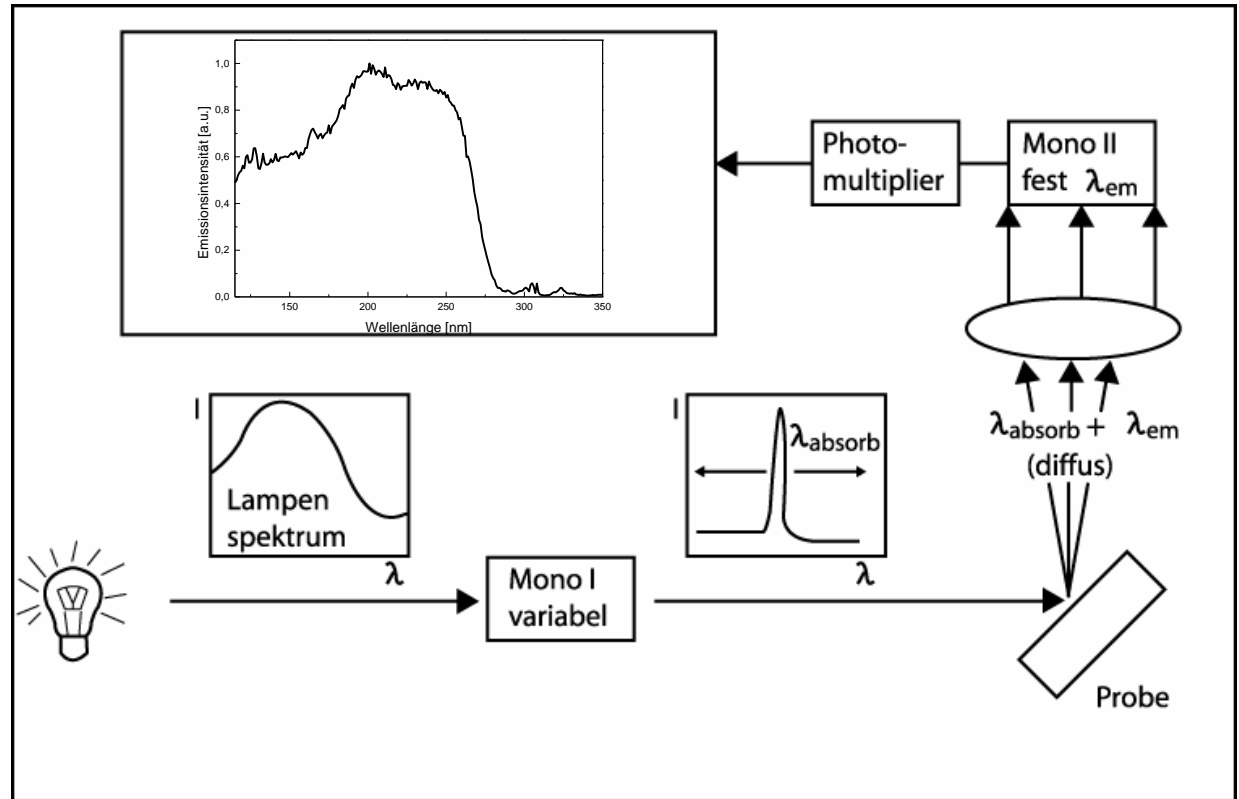 1,0
0,8
0,6
0,4
0,2
0,0
Emissionsintensität [a.u.]
150 200 250 300 350
Wellenlänge [nm]
Photo-
multiplier
Mono II
fest λem
I
Lampen
spektrum
λ
I
λabsorb
λ
λabsorb + λem
(diffus)
Mono I
variabel
Probe